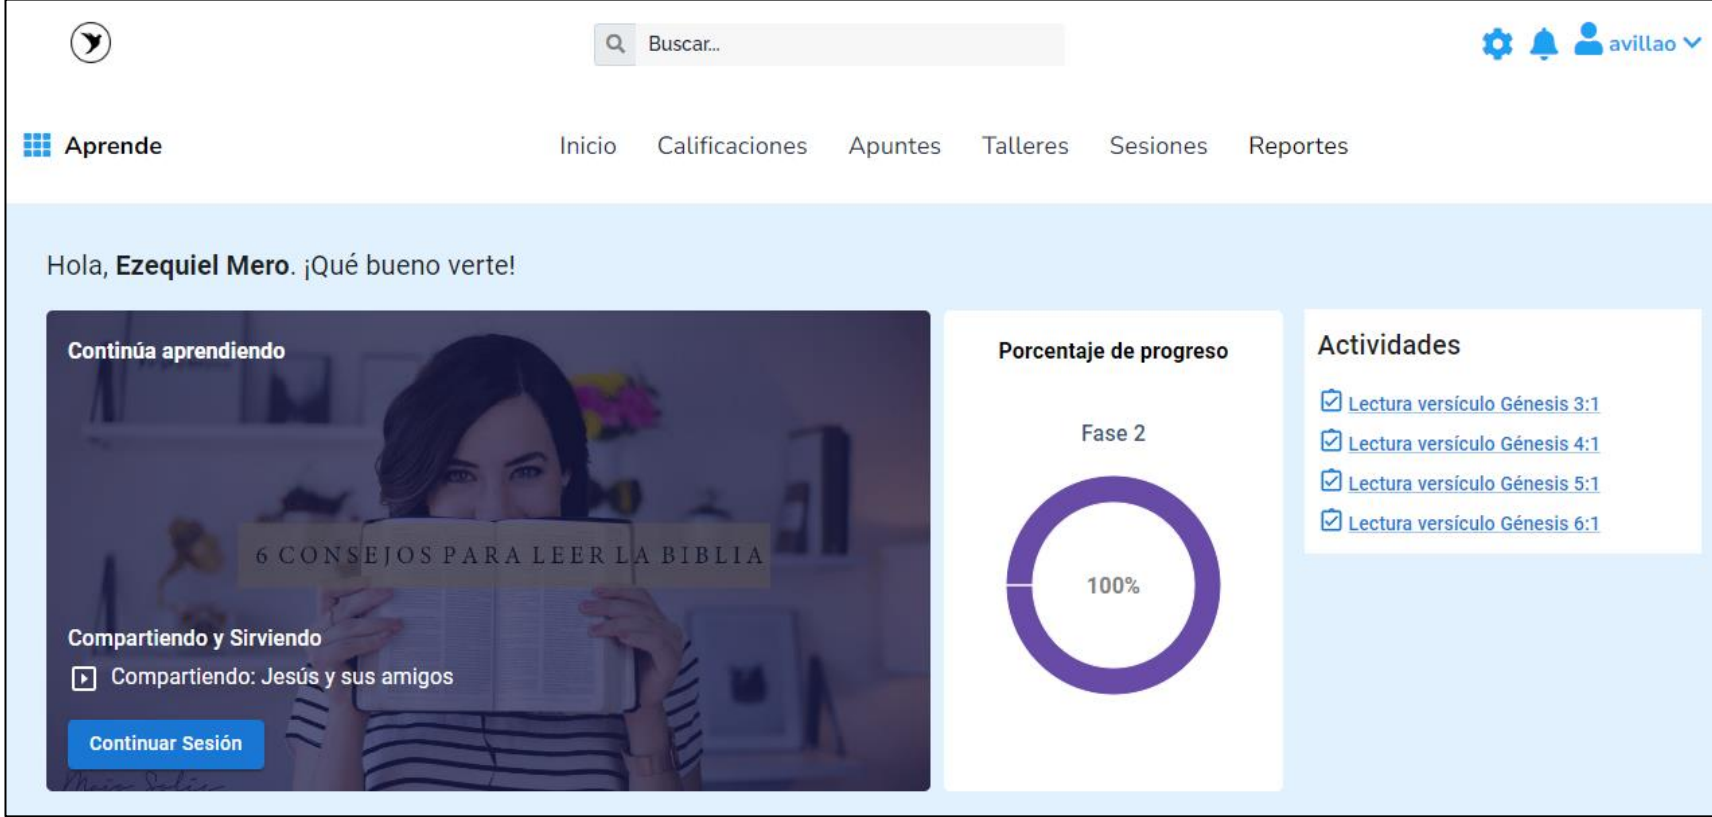 Buscar...
avillao
Aprende
Inicio Calificaciones Apuntes Talleres Sesiones Reportes
Hola, Ezequiel Mero. ¡Qué bueno verte!
Continúa aprendiendo
6 CONSEJOS PARA LEER LA BIBLIA
Compartiendo y Sirviendo
Compartiendo: Jesús y sus amigos
Continuar Sesión
Porcentaje de progreso
Fase 2
100%
Actividades
Lectura versículo Génesis 3:1
Lectura versículo Génesis 4:1
Lectura versículo Génesis 5:1
Lectura versículo Génesis 6:1